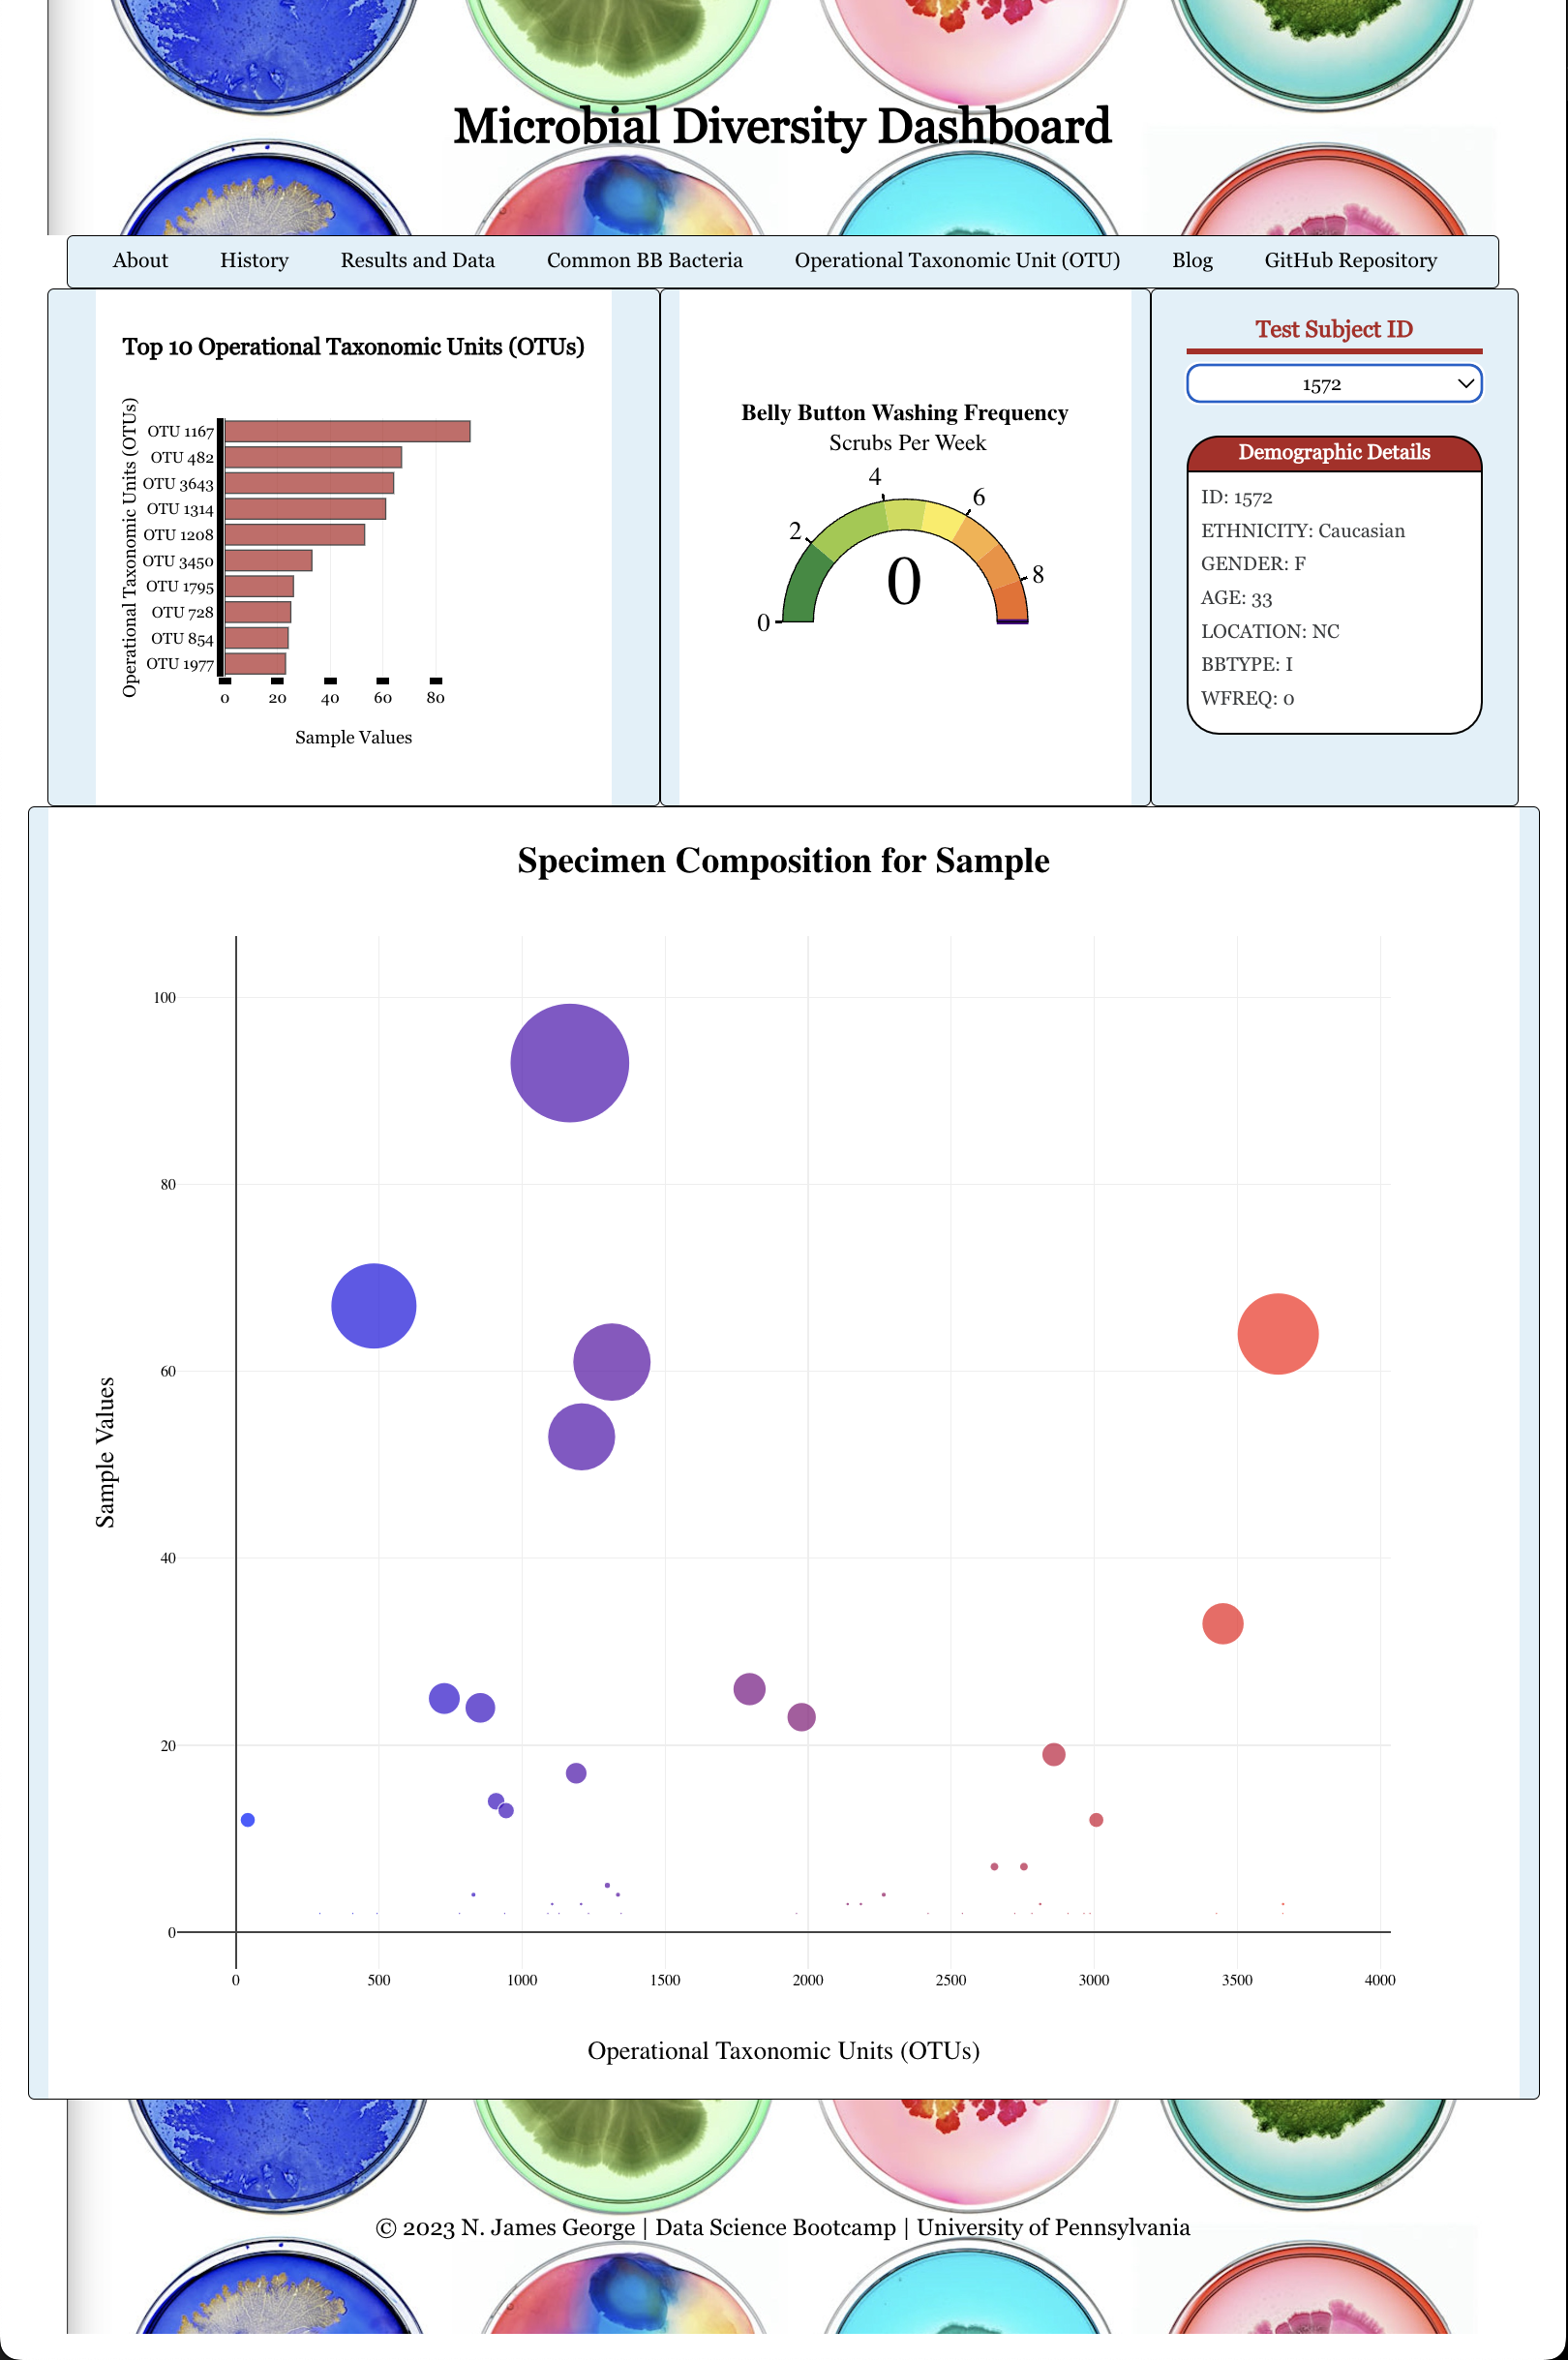 Microbial Diversity Dashboard
About History Results and Data Common BB Bacteria Operational Taxonomic Unit (OTU) Blog GitHub Repository
Top 10 Operational Taxonomic Units (OTUs)
Operational Taxonomic Units (OTUs)
OTU 1167
OTU 482
OTU 3643
OTU 1314
OTU 1208
OTU 3450
OTU 1795
OTU 728
OTU 854
OTU 1977
0 20 40 60 80
Sample Values
Belly Button Washing Frequency
Scrubs Per Week
0
2
4
6
8
0
Test Subject ID
1572
Demographic Details
ID: 1572
ETHNICITY: Caucasian
GENDER: F
AGE: 33
LOCATION: NC
BBTYPE: I
WFREQ: 0
Specimen Composition for Sample
Sample Values
100
80
60
40
20
0
0 500 1000 1500 2000 2500 3000 3500 4000
Operational Taxonomic Units (OTUs)
© 2023 N. James George | Data Science Bootcamp | University of Pennsylvania